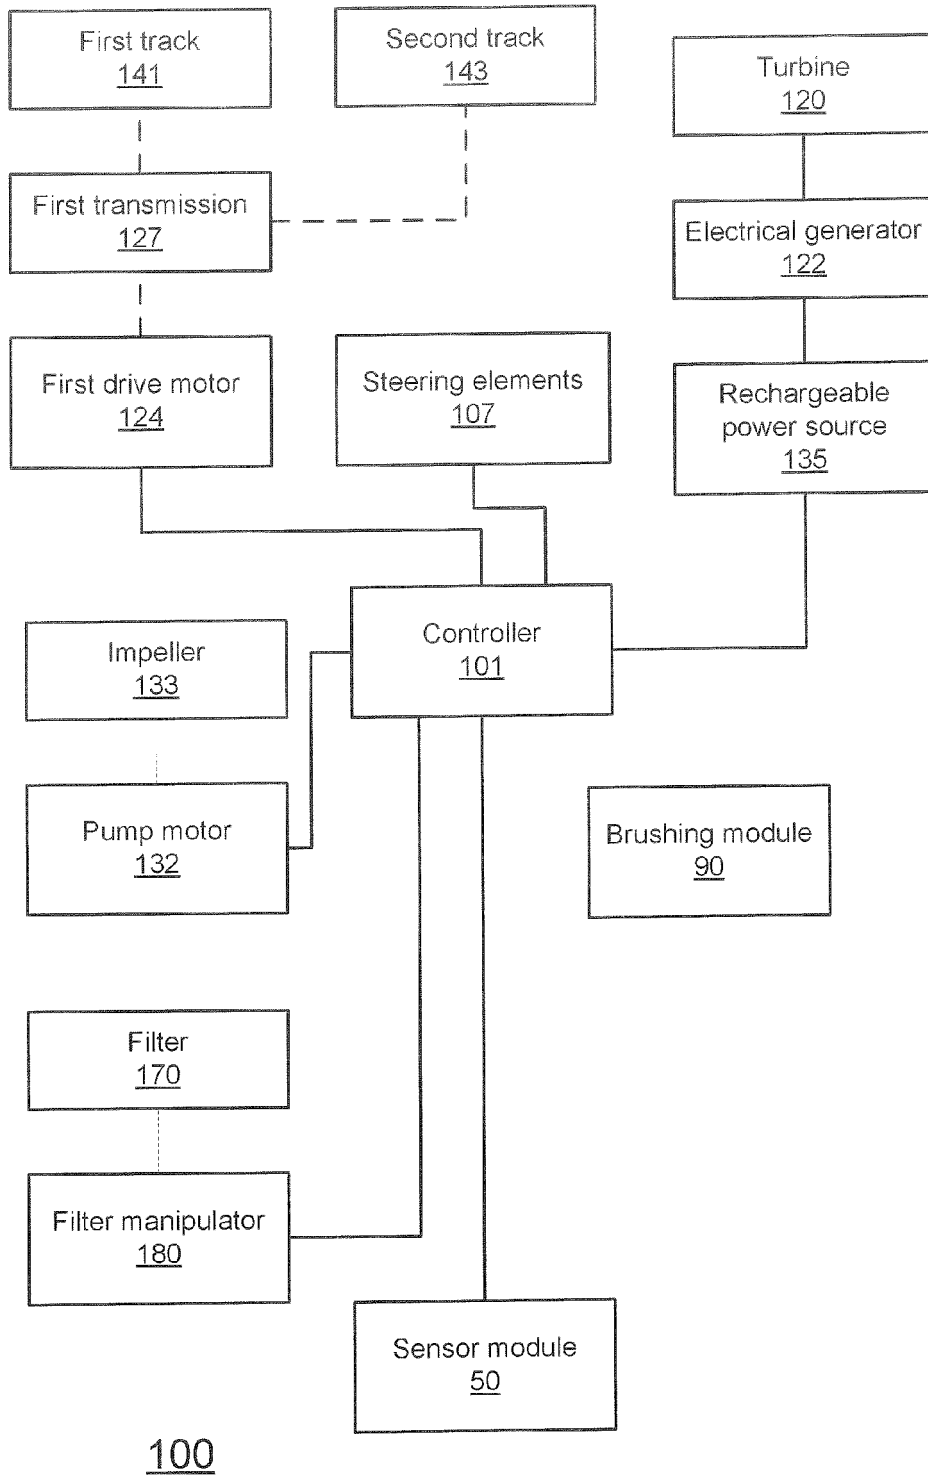 First track
141
Second track
143
Turbine
120
First transmission
127
Electrical generator
122
First drive motor
124
Steering elements
107
Rechargeable
power source
135
Controller
101
Impeller
133
Pump motor
132
Brushing module
90
Filter
170
Filter manipulator
180
Sensor module
50
100